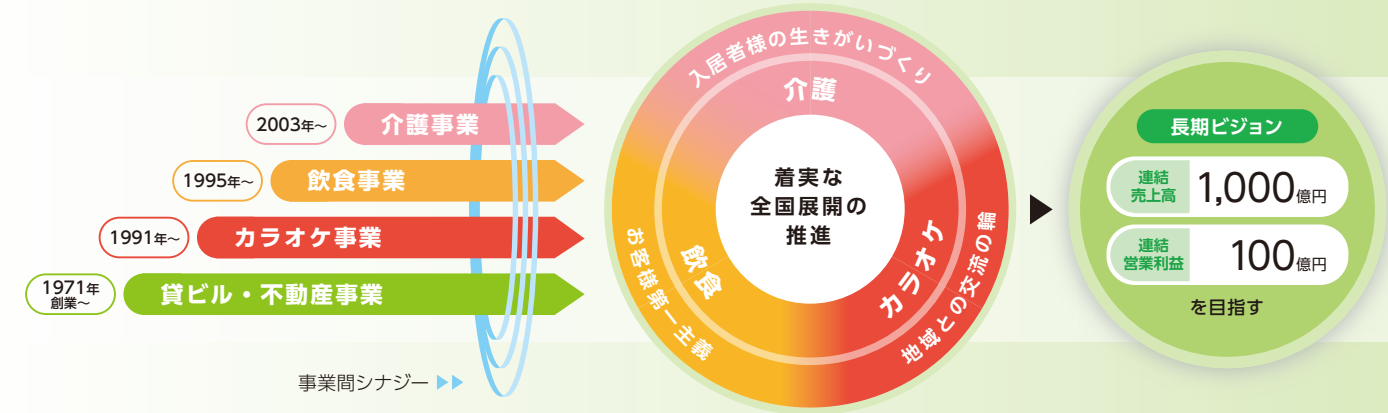 2003年～
介護事業
1995年～
飲食事業
1991年～
カラオケ事業
1971年
創業～
貸ビル・不動産事業
事業間シナジー
入居者様の生きがいづくり
介護
着実な
全国展開の
推進
飲食
お客様第一主義
カラオケ
地域との交流の輪
長期ビジョン
連結
売上高
1,000億円
連結
営業利益
100億円
を目指す